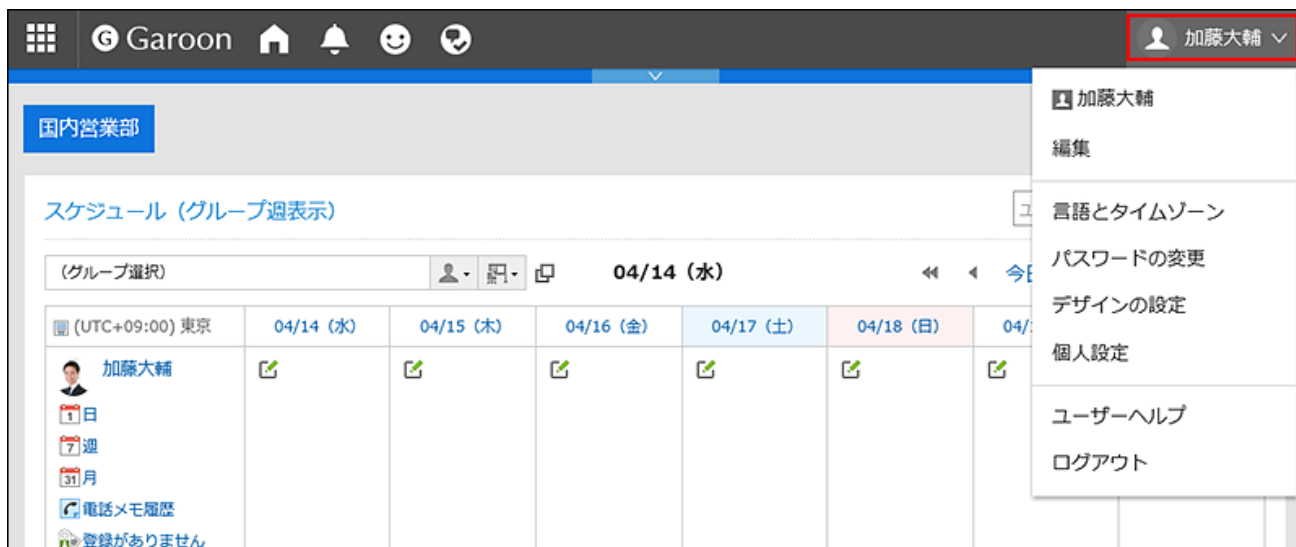 Garoon
加藤大輔
加藤大輔
編集
国内営業部
言語とタイムゾーン
パスワードの変更
デザインの設定
個人設定
ユーザーヘルプ
ログアウト
スケジュール（グループ週表示）
（グループ選択）
04/14（水）
(UTC+09:00) 東京 04/14（水） 04/15（木） 04/16（金） 04/17（土） 04/18（日） 04/
加藤大輔
1 日
7 週
31 月
電話メモ履歴
登録がありません